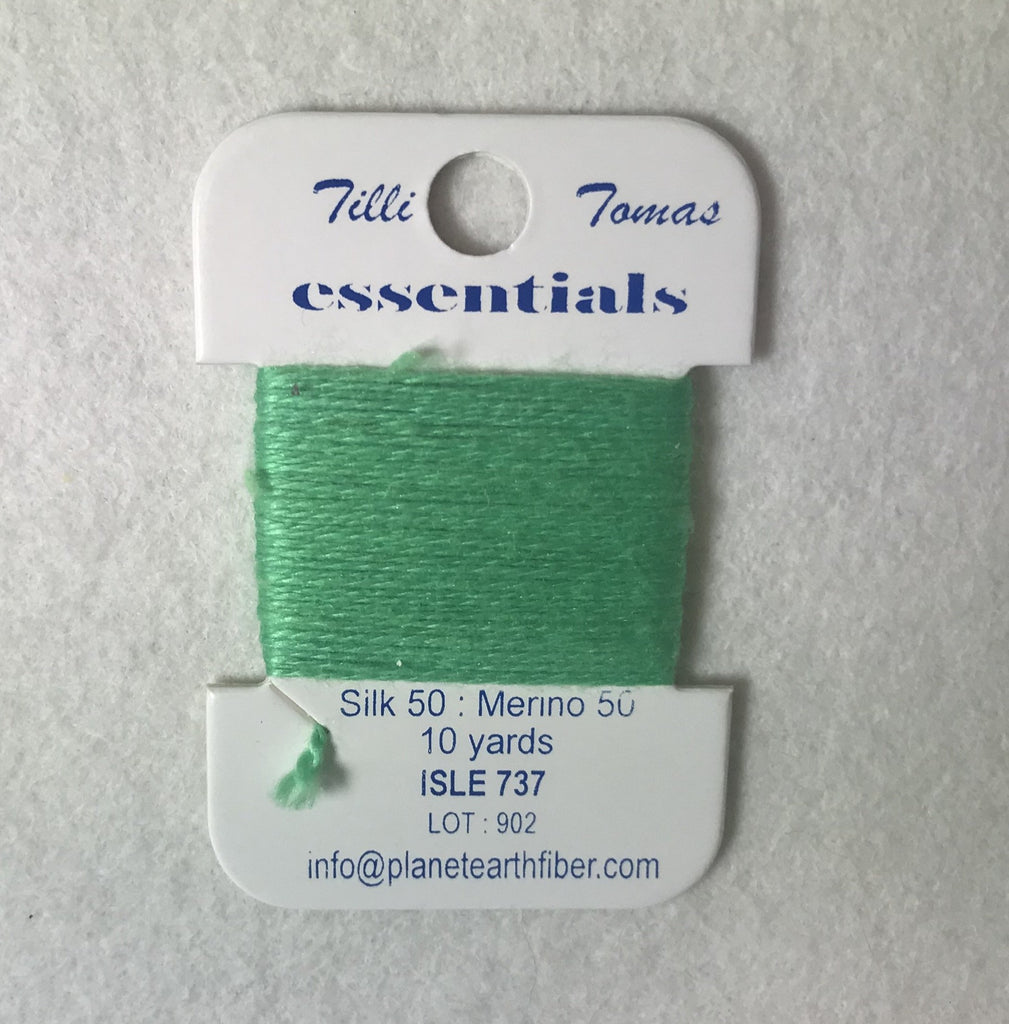 Tilli Tomas
essentials
Silk 50 : Merino 50
10 yards
ISLE 737
LOT : 902
info@planetearthfiber.com